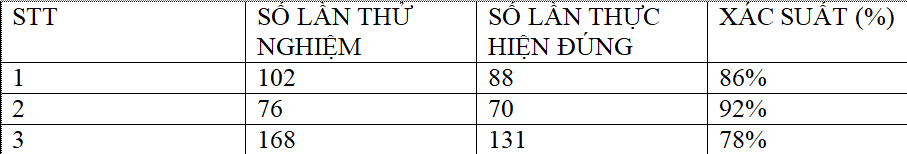 STT SỐ LẦN THỬ NGHIỆM SỐ LẦN THỰC HIỆN ĐÚNG XÁC SUẤT (%)
1 102 88 86%
2 76 70 92%
3 168 131 78%